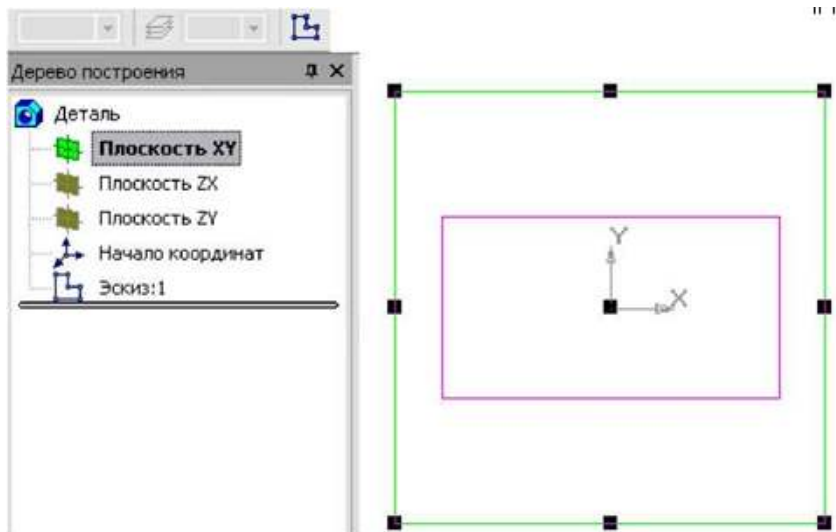 Дерево построения
Деталь
Плоскость XY
Плоскость ZX
Плоскость ZY
Начало координат
Эскиз:1
Y
X